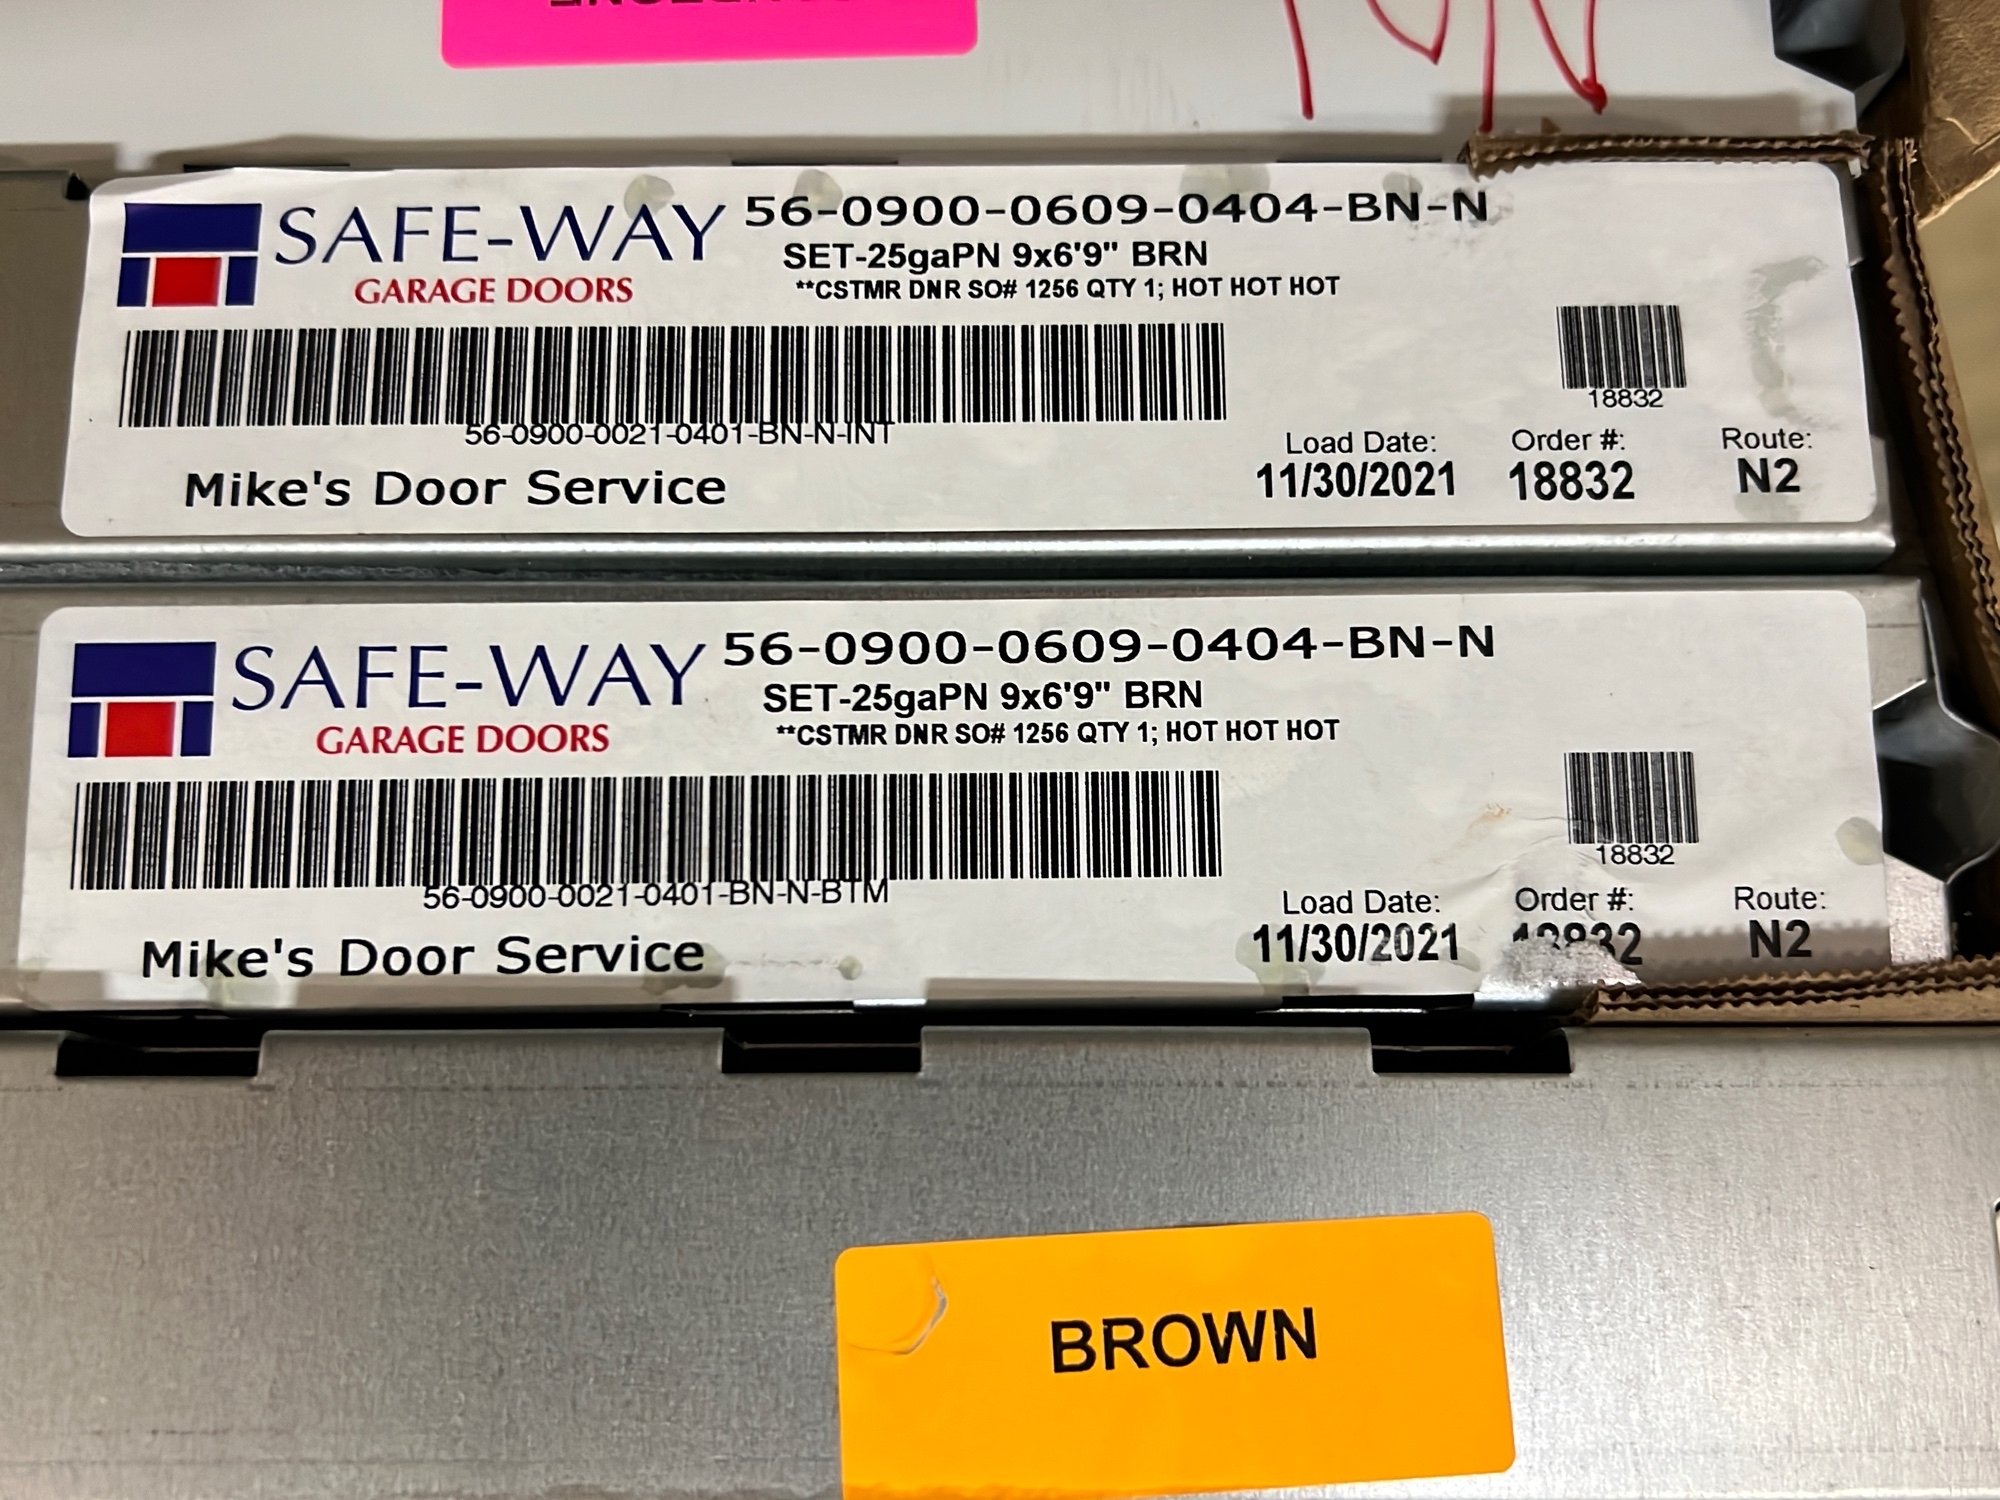 SAFE-WAY
GARAGE DOORS
56-0900-0609-0404-BN-N
SET-25gaPN 9x6'9" BRN
**CSTMR DNR SO# 1256 QTY 1; HOT HOT HOT
56-0900-0021-0401-BN-N-INT
18832
Mike's Door Service
Load Date:
11/30/2021
Order #:
18832
Route:
N2
SAFE-WAY
GARAGE DOORS
56-0900-0609-0404-BN-N
SET-25gaPN 9x6'9" BRN
**CSTMR DNR SO# 1256 QTY 1; HOT HOT HOT
56-0900-0021-0401-BN-N-BTM
18832
Mike's Door Service
Load Date:
11/30/2021
Order #:
18832
Route:
N2
BROWN